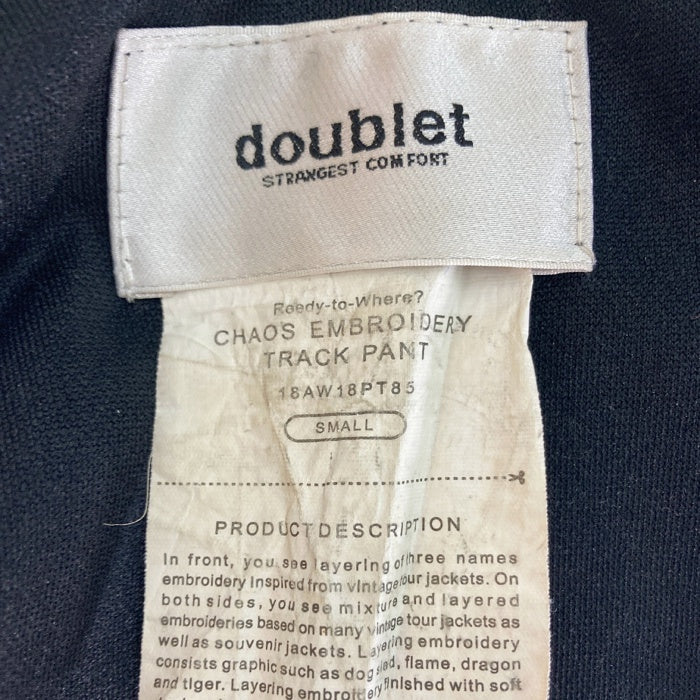 doublet
STRANGEST COMFORT
Ready-to-Where?
CHAOS EMBROIDERY
TRACK PANT
18AW18PT85
SMALL
PRODUCT DESCRIPTION
In front, you see layering of three names
embroidery inspired from vintage tour jackets. On
both sides, you see mixture and layered
embroideries based on many vintage tour jackets as
well as souvenir jackets. Layering embroidery
consists graphic such as dog sled, flame, dragon
and tiger. Layering embroidery finished with soft